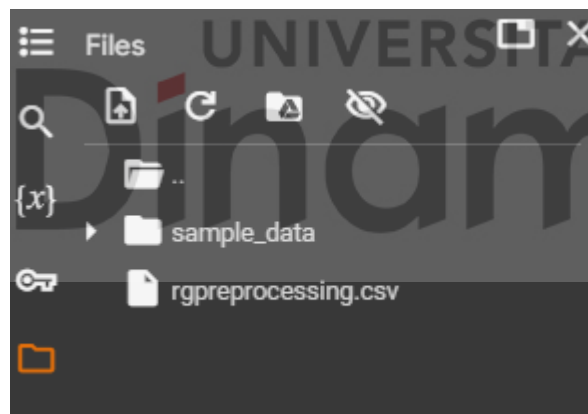 Files
UNIVERSITA
Dinam
{x}
..
sample_data
rgpreprocessing.csv